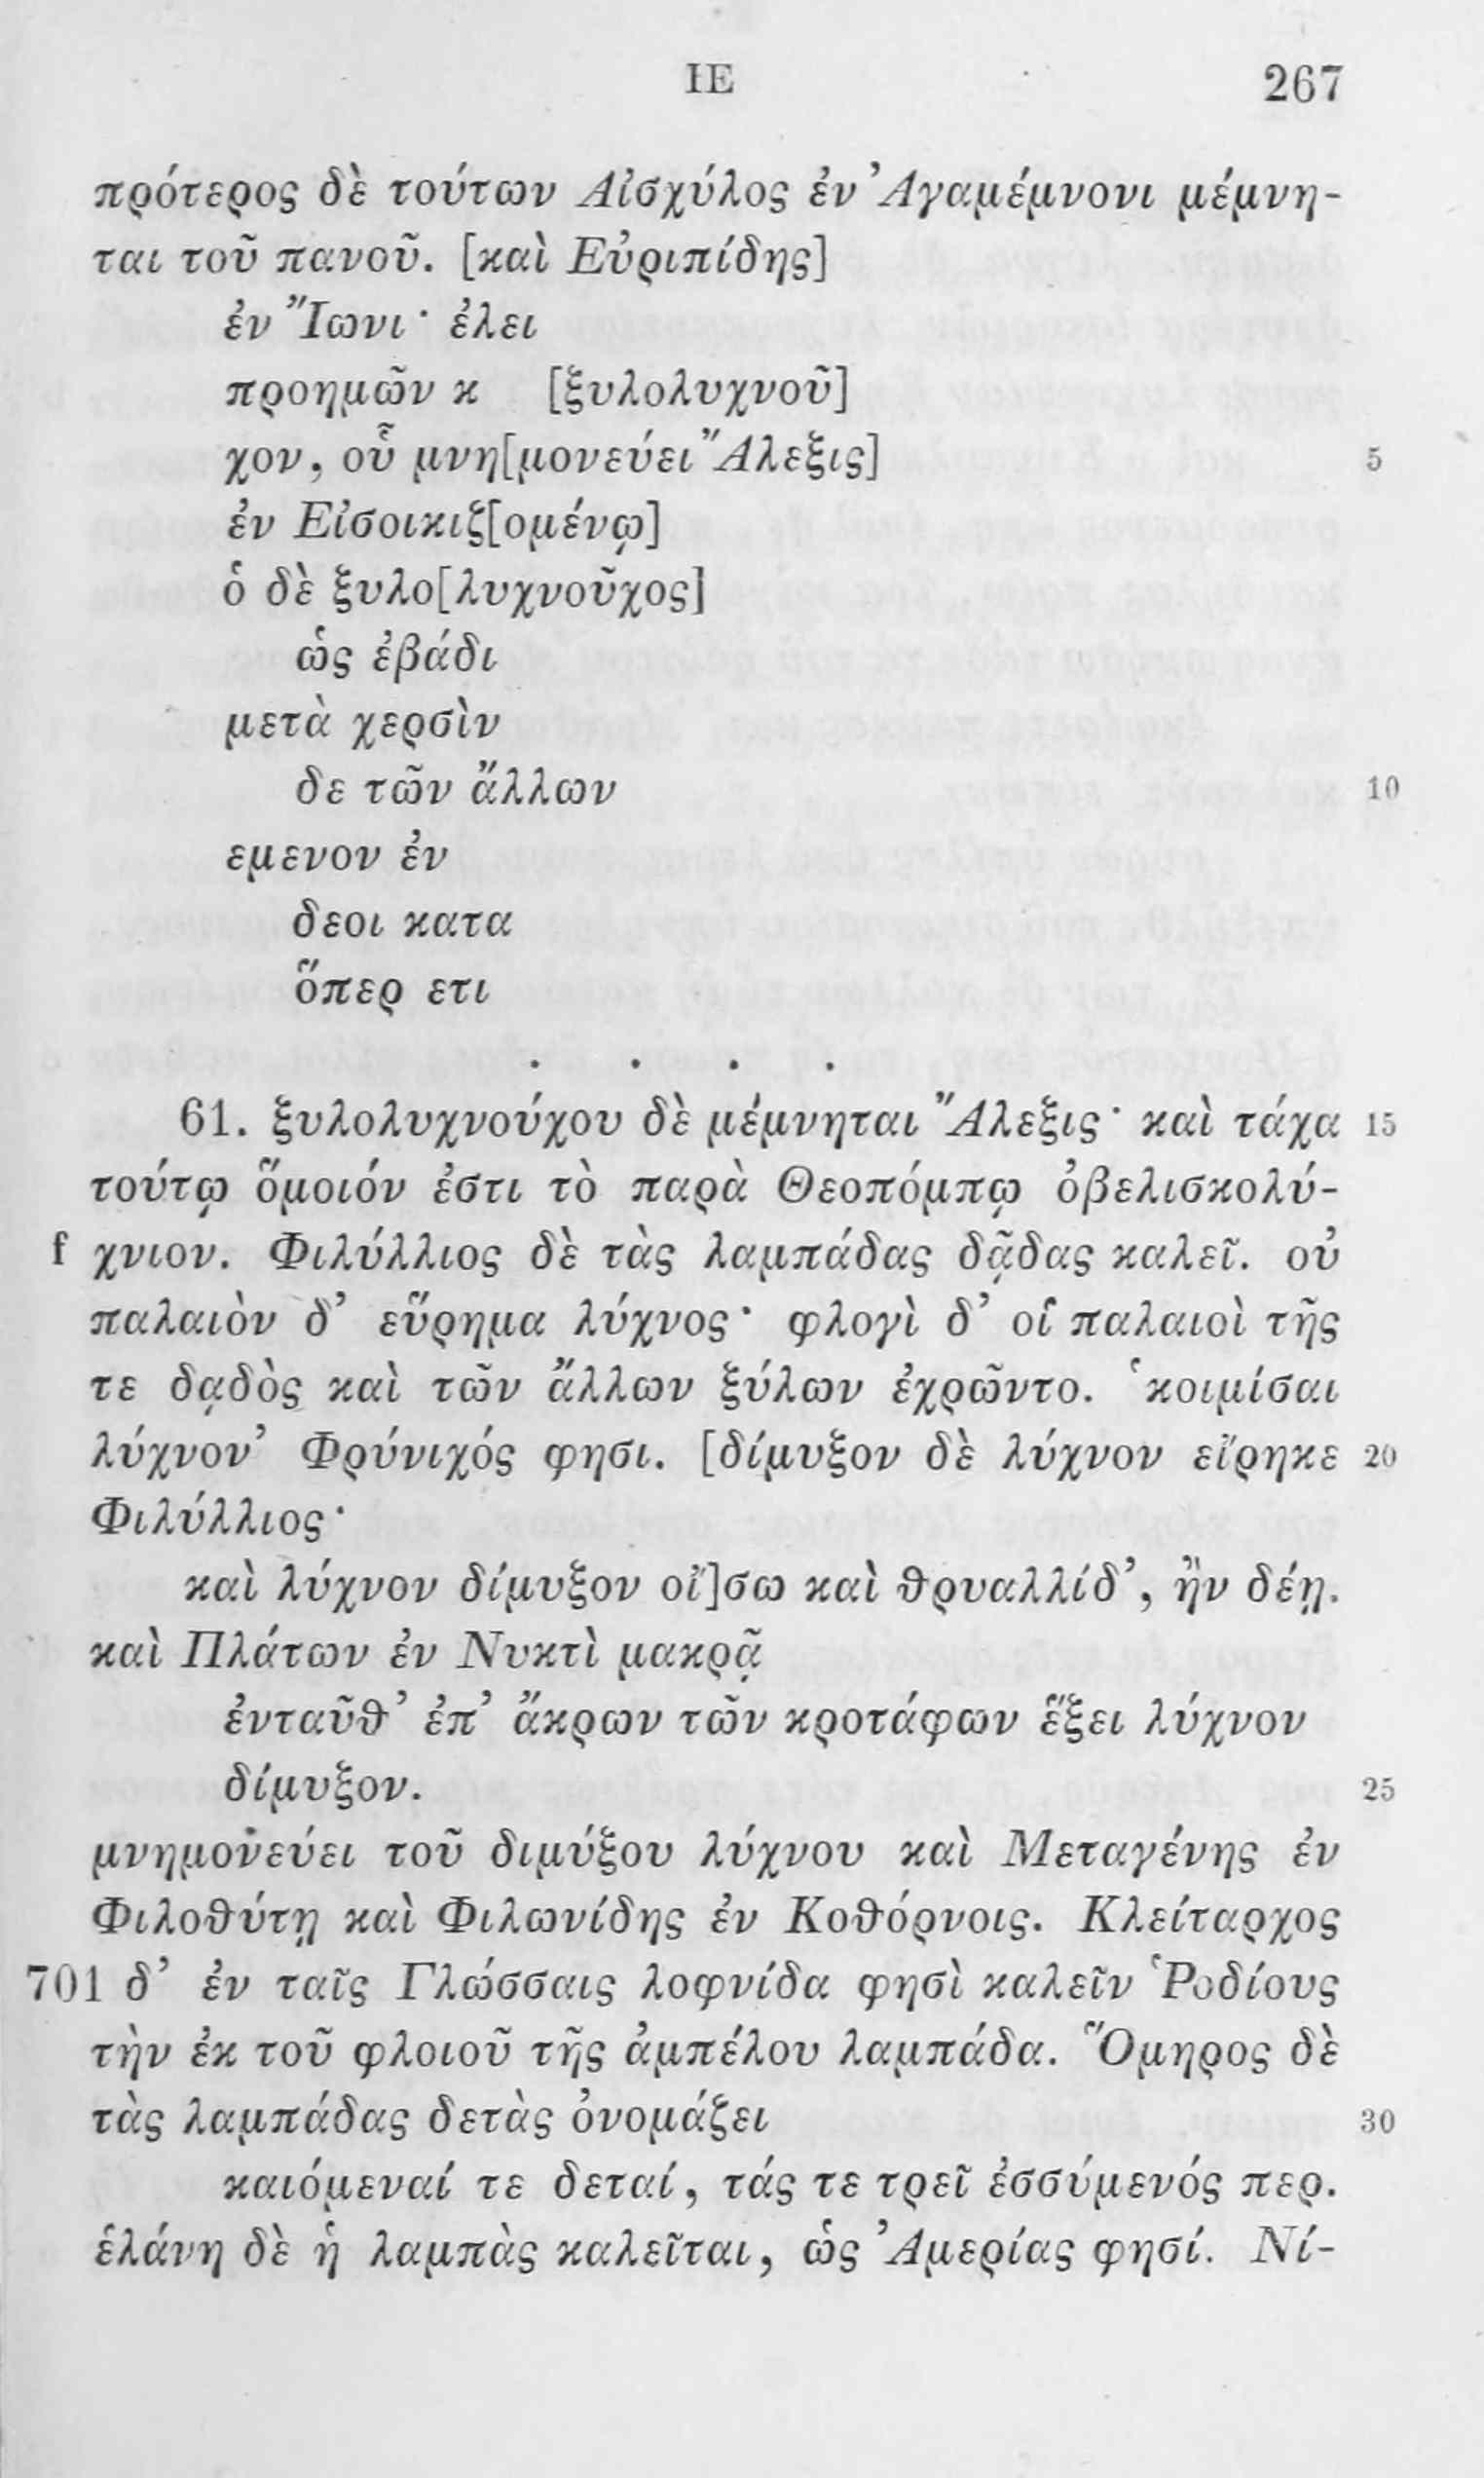 ΙΕ 267
πρότερος δὲ τούτων Αἰσχύλος ἐν Ἀγαμέμνονι μέμνη-
ται τοῦ πανοῦ. [καὶ Εὐριπίδης]
ἐν Ἴωνι· ἐλει
προημῶν κ [ξυλολυχνοῦ]
χον, οὗ μνη[μονεύει Ἄλεξις] 5
ἐν Εἰσοικιζ[ομένῳ]
ὁ δὲ ξυλο[λυχνοῦχος]
ὡς ἐβάδι
μετὰ χερσὶν
δε τῶν ἄλλων 10
εμενον ἐν
δεοι κατα
ὅπερ ετι
. . . .
61. ξυλολυχνούχου δὲ μέμνηται Ἄλεξις· καὶ τάχα 15
τούτῳ ὅμοιόν ἐστι τὸ παρὰ Θεοπόμπῳ ὀβελισκολύ-
f χνιον. Φιλύλλιος δὲ τὰς λαμπάδας δᾷδας καλεῖ. οὐ
παλαιὸν δ’ εὕρημα λύχνος· φλογὶ δ’ οἱ παλαιοὶ τῆς
τε δᾳδὸς καὶ τῶν ἄλλων ξύλων ἐχρῶντο. ‘κοιμίσαι
λύχνον’ Φρύνιχός φησι. [δίμυξον δὲ λύχνον εἴρηκε 20
Φιλύλλιος·
καὶ λύχνον δίμυξον οἴ]σω καὶ θρυαλλίδ’, ἢν δέῃ.
καὶ Πλάτων ἐν Νυκτὶ μακρᾷ
ἐνταῦθ’ ἐπ’ ἄκρων τῶν κροτάφων ἕξει λύχνον
δίμυξον. 25
μνημονεύει τοῦ διμύξου λύχνου καὶ Μεταγένης ἐν
Φιλοθύτῃ καὶ Φιλωνίδης ἐν Κοθόρνοις. Κλείταρχος
701 δ’ ἐν ταῖς Γλώσσαις λοφνίδα φησὶ καλεῖν Ῥοδίους
τὴν ἐκ τοῦ φλοιοῦ τῆς ἀμπέλου λαμπάδα. Ὅμηρος δὲ
τὰς λαμπάδας δετὰς ὀνομάζει 30
καιόμεναί τε δεταί, τάς τε τρεῖ ἐσσύμενός περ.
ἑλάνη δὲ ἡ λαμπὰς καλεῖται, ὡς Ἀμερίας φησί. Νί-